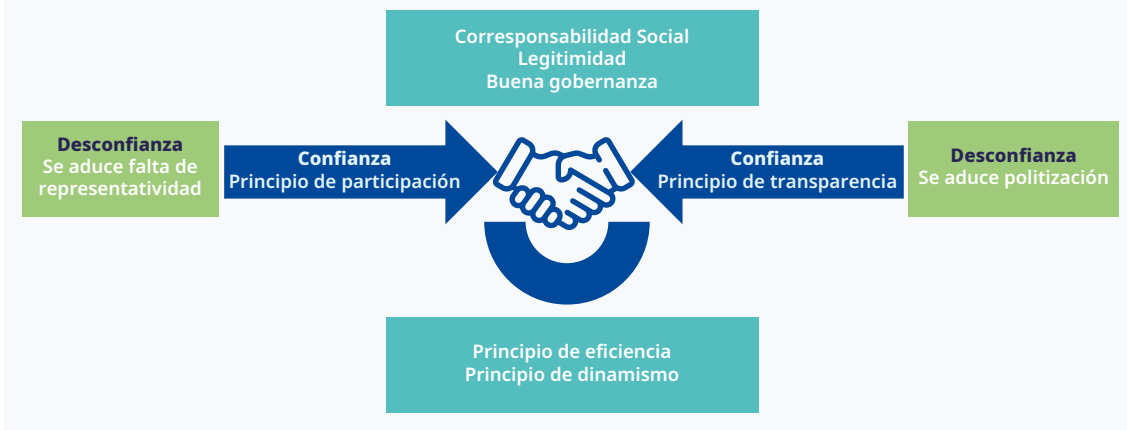 Corresponsabilidad Social
Legitimidad
Buena gobernanza
Desconfianza
Se aduce falta de
representatividad
Confianza
Principio de participación
Confianza
Principio de transparencia
Desconfianza
Se aduce politización
Principio de eficiencia
Principio de dinamismo